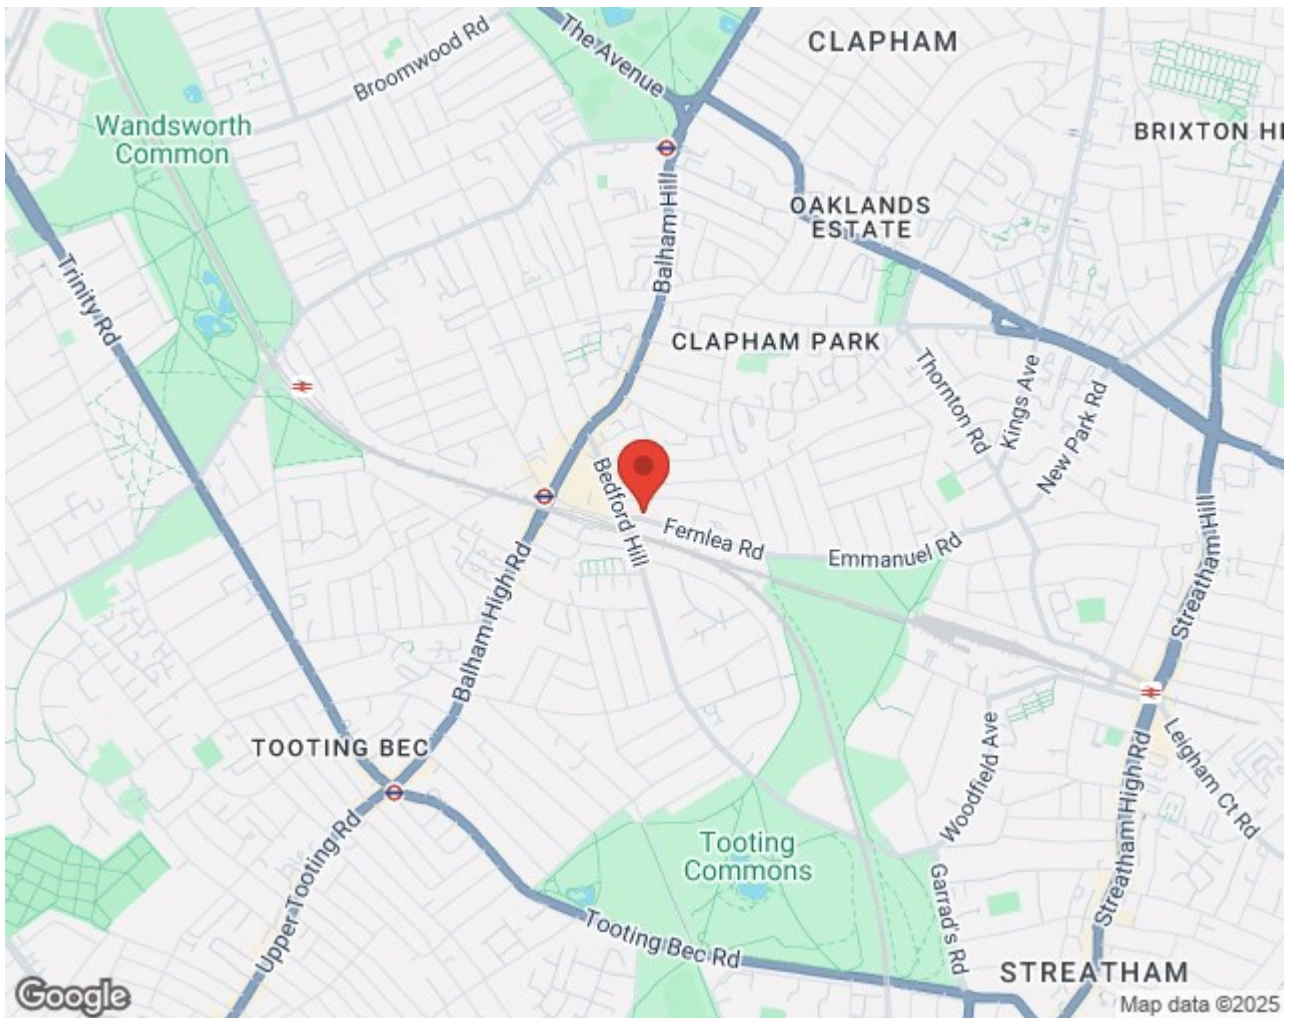 Broomwood Rd
The Avenue
CLAPHAM
Wandsworth
Common
BRIXTON HI
Balham Hill
OAKLANDS
ESTATE
Trinity Rd
CLAPHAM PARK
Thornton Rd
Kings Ave
New Park Rd
Bedford Hill
Fernlea Rd
Emmanuel Rd
Streatham Hill
Balham High Rd
TOOTING BEC
Woodfield Ave
Leigham Ct Rd
Streatham High Rd
Upper Tooting Rd
Tooting
Commons
Garrad's Rd
Tooting Bec Rd
STREATHAM
Google
Map data ©2025